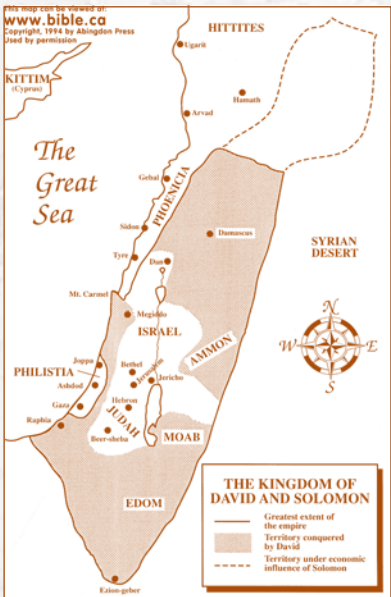 This map can be viewed at:
www.bible.ca
Copyright, 1994 by Abingdon Press
Used by permission
HITTITES
Ugarit
KITTIM
(Cyprus)
Hamath
Arvad
The
Great
Sea
Gebal
PHOENICIA
Sidon
Damascus
Tyre
Dan
SYRIAN
DESERT
Mt. Carmel
Megiddo
N
W
E
S
ISRAEL
AMMON
Joppa
Bethel
PHILISTIA
Jerusalem
Jericho
Ashdod
Hebron
Gaza
JUDAH
Raphia
Beer-sheba
MOAB
EDOM
THE KINGDOM OF
DAVID AND SOLOMON
Greatest extent of
the empire
Territory conquered
by David
Territory under economic
influence of Solomon
Ezion-geber